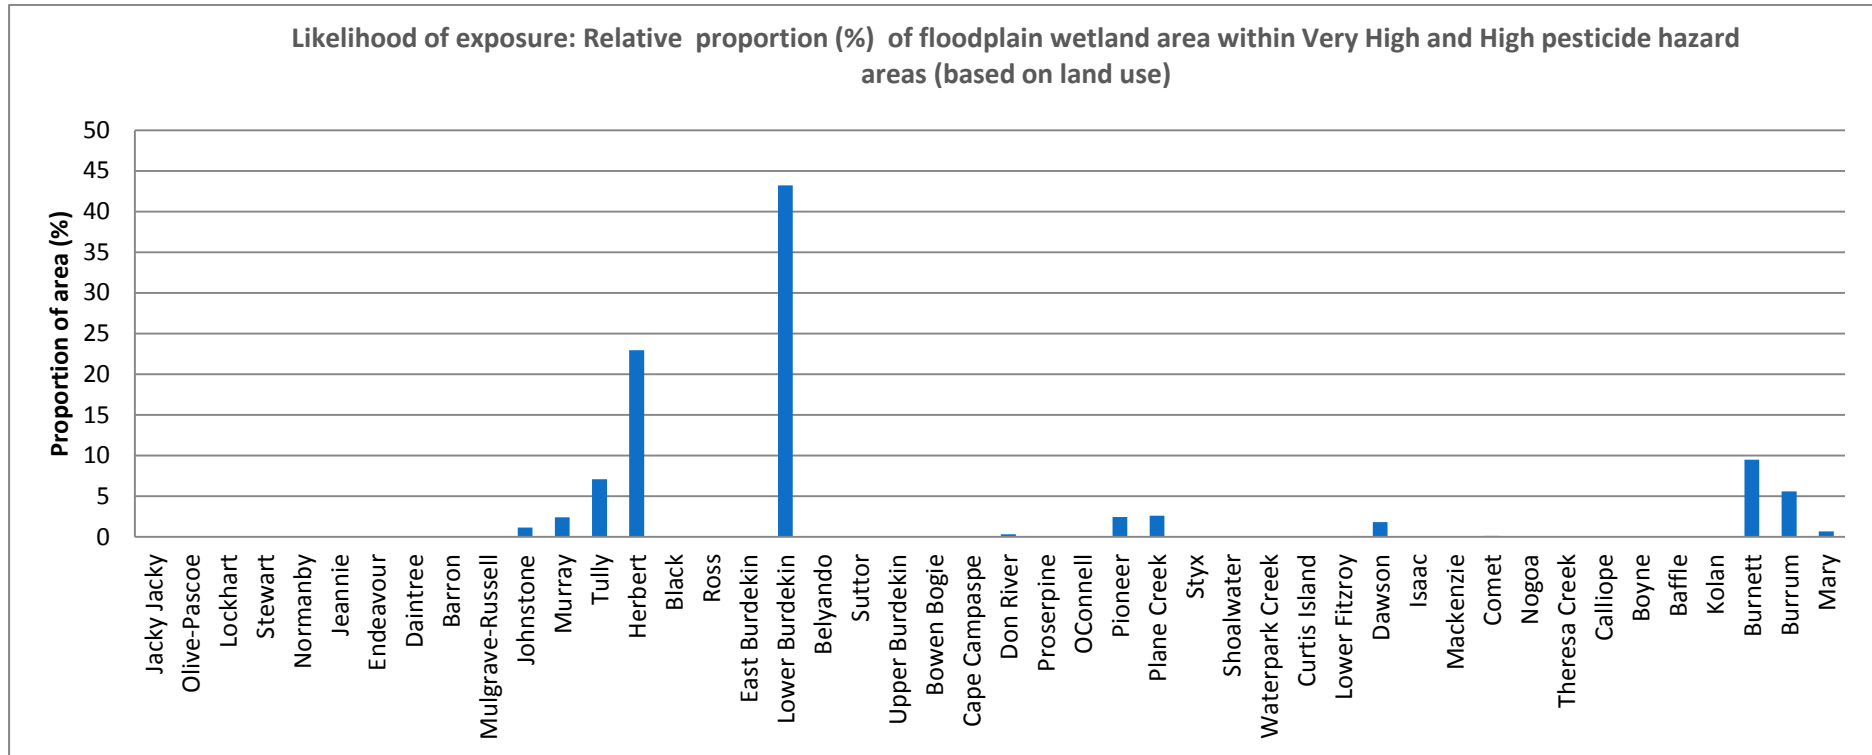 Likelihood of exposure: Relative  proportion (%)  of floodplain wetland area within Very High and High pesticide hazard
areas (based on land use)
Proportion of area (%)
50
45
40
35
30
25
20
15
10
5
0
Jacky Jacky
Olive-Pascoe
Lockhart
Stewart
Normanby
Jeannie
Endeavour
Daintree
Barron
Mulgrave-Russell
Johnstone
Murray
Tully
Herbert
Black
Ross
East Burdekin
Lower Burdekin
Belyando
Suttor
Upper Burdekin
Bowen Bogie
Cape Campaspe
Don River
Proserpine
OConnell
Pioneer
Plane Creek
Styx
Shoalwater
Waterpark Creek
Curtis Island
Lower Fitzroy
Dawson
Isaac
Mackenzie
Comet
Nogoa
Theresa Creek
Calliope
Boyne
Baffle
Kolan
Burnett
Burrum
Mary